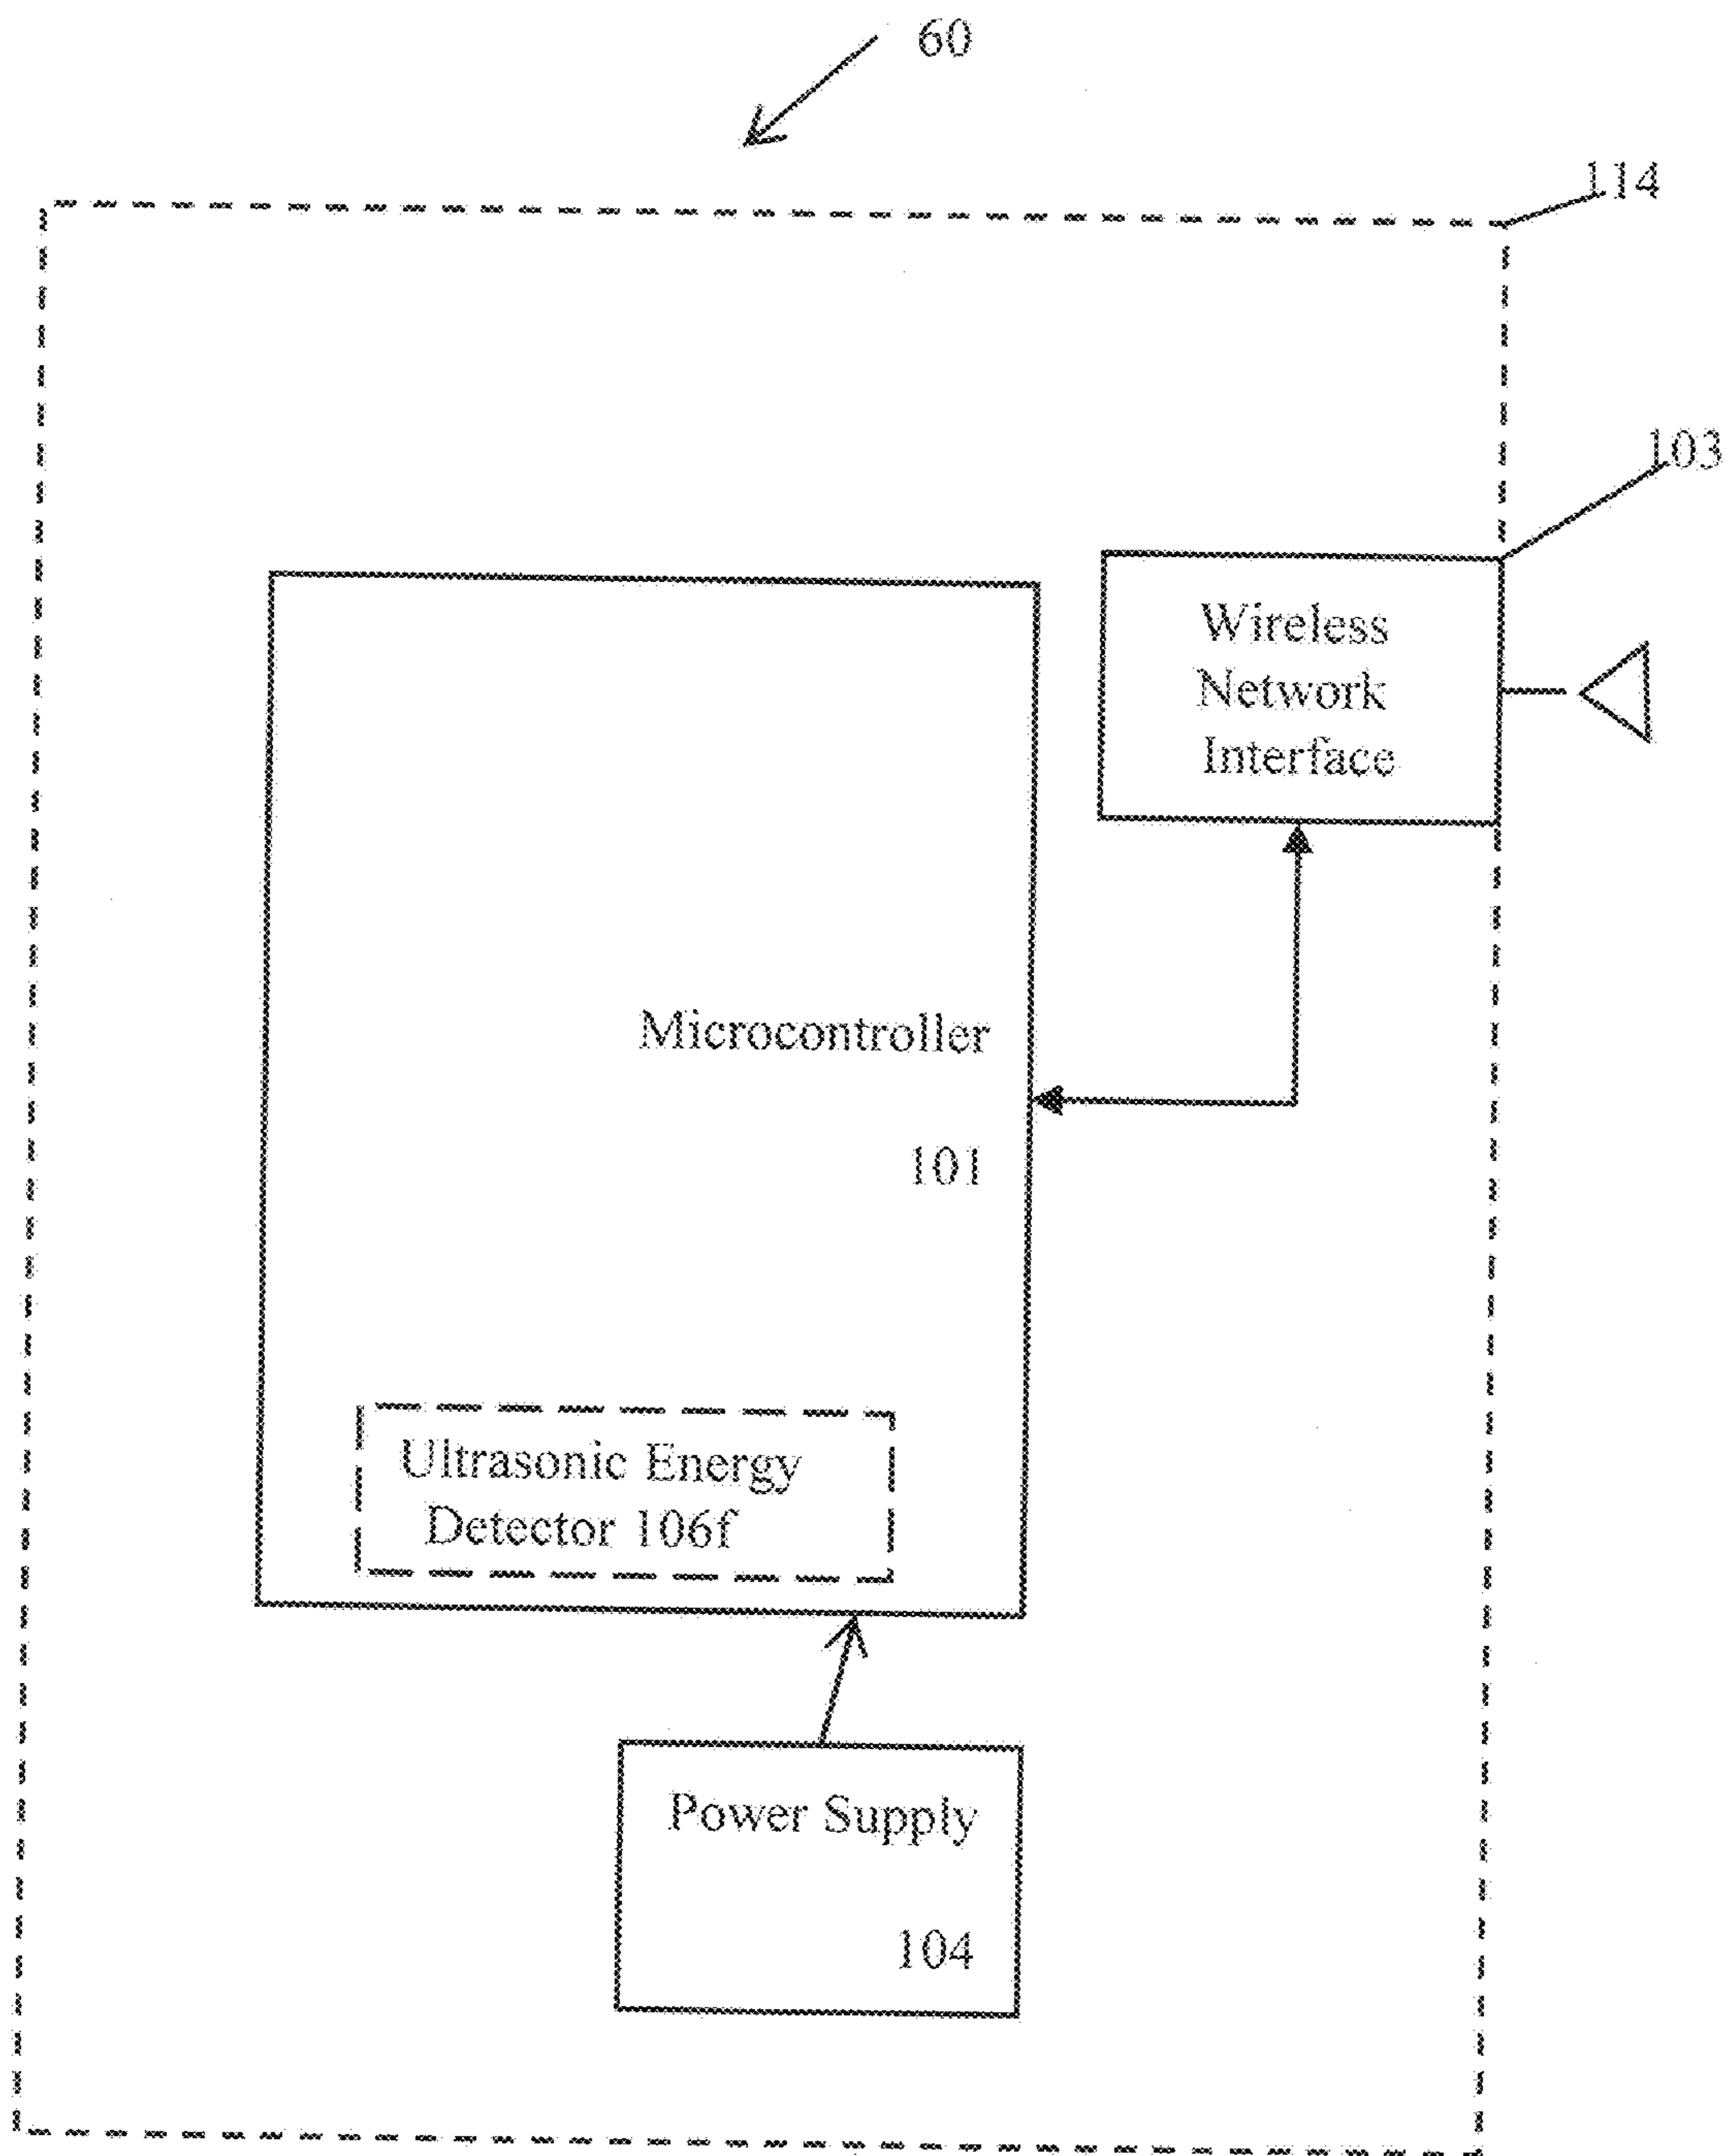 60
114
103
Wireless
Network
Interface
Microcontroller
101
Ultrasonic Energy
Detector 106f
Power Supply
104